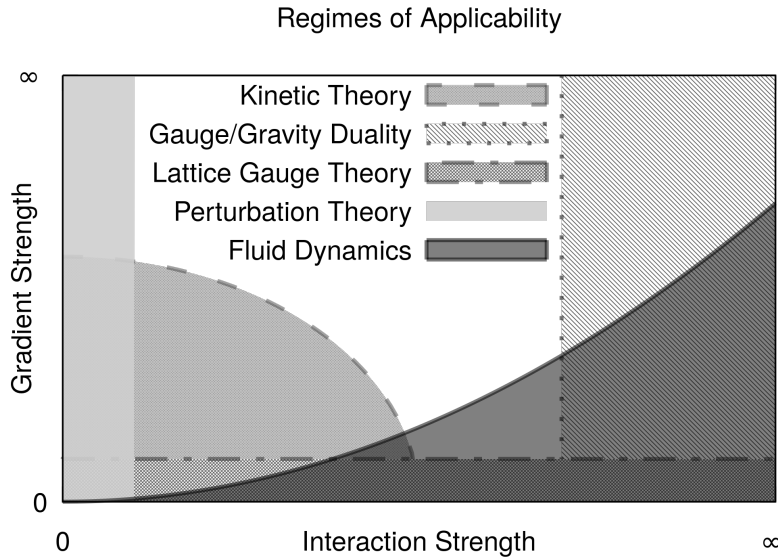 Regimes of Applicability
∞
Kinetic Theory
Gauge/Gravity Duality
Lattice Gauge Theory
Perturbation Theory
Fluid Dynamics
Gradient Strength
0
0
Interaction Strength
∞